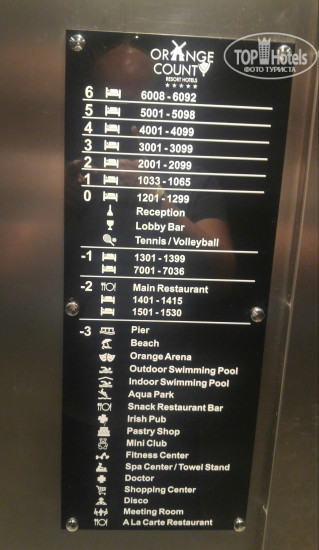 ORANGE
COUNTY
RESORT HOTELS
TOPHotels
ФОТО ТУРИСТА
6 6008 - 6092
5 5001 - 5098
4 4001 - 4099
3 3001 - 3099
2 2001 - 2099
1 1033 - 1065
0 1201 - 1299
Reception
Lobby Bar
Tennis / Volleyball
-1 1301 - 1399
7001 - 7036
-2 Main Restaurant
1401 - 1415
1501 - 1530
-3 Pier
Beach
Orange Arena
Outdoor Swimming Pool
Indoor Swimming Pool
Aqua Park
Snack Restaurant Bar
Irish Pub
Pastry Shop
Mini Club
Fitness Center
Spa Center / Towel Stand
Doctor
Shopping Center
Disco
Meeting Room
A La Carte Restaurant